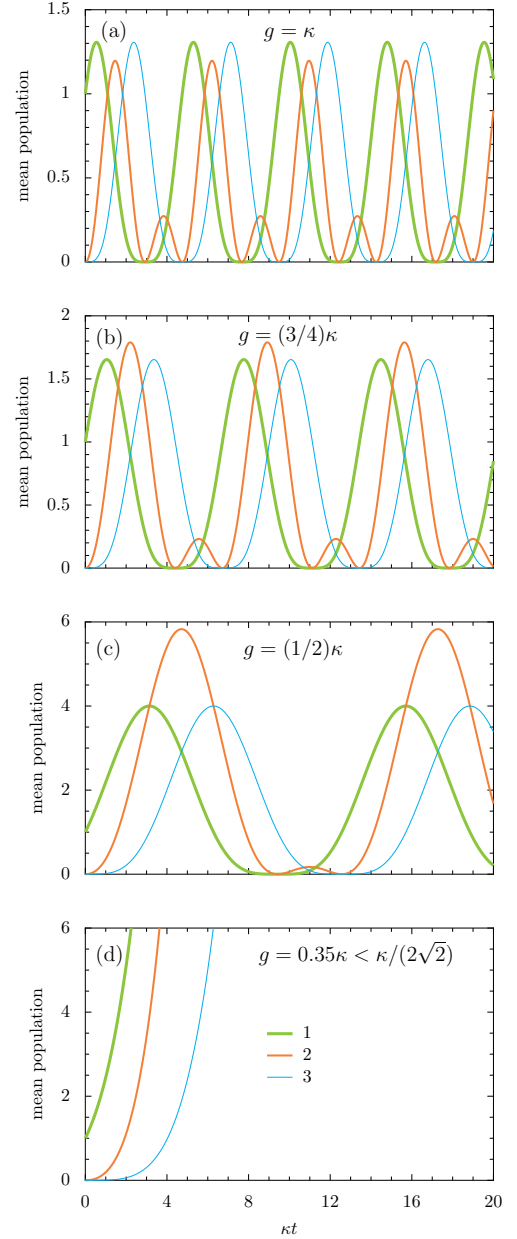 (a) g = κ
mean population
1.5
1
0.5
0
(b) g = (3/4)κ
mean population
2
1.5
1
0.5
0
(c) g = (1/2)κ
mean population
6
4
2
0
(d) g = 0.35κ < κ/(2√2)
mean population
6
4
2
0
1
2
3
0 4 8 12 16 20
κt